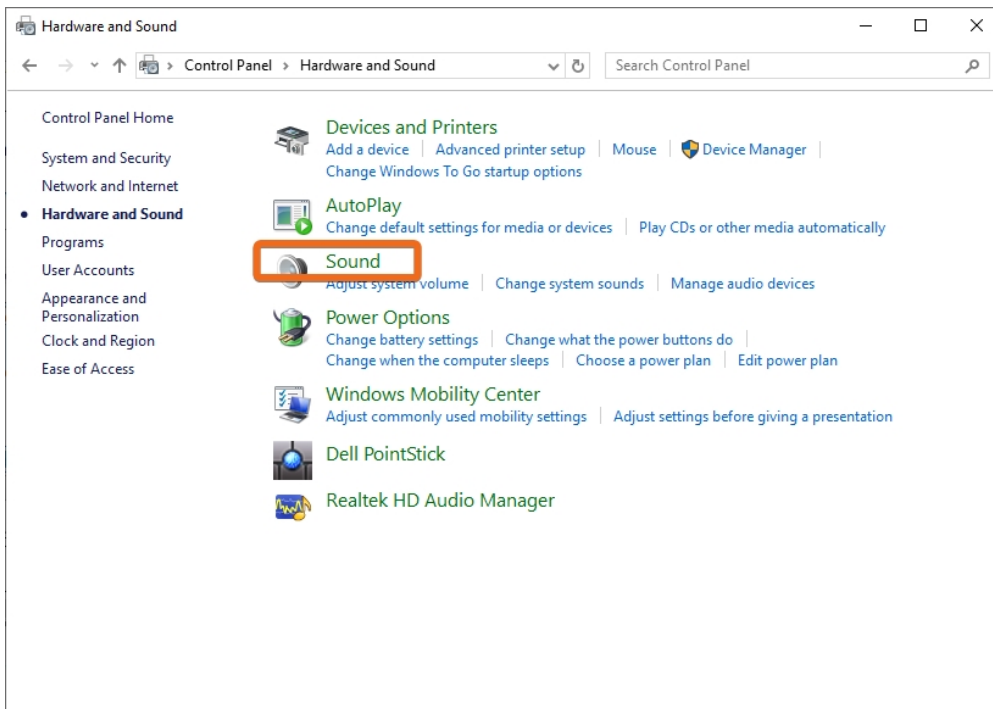 Hardware and Sound
Control Panel > Hardware and Sound
Search Control Panel
Control Panel Home
System and Security
Network and Internet
Hardware and Sound
Programs
User Accounts
Appearance and
Personalization
Clock and Region
Ease of Access
Devices and Printers
Add a device | Advanced printer setup | Mouse | Device Manager |
Change Windows To Go startup options
AutoPlay
Change default settings for media or devices | Play CDs or other media automatically
Sound
Adjust system volume | Change system sounds | Manage audio devices
Power Options
Change battery settings | Change what the power buttons do |
Change when the computer sleeps | Choose a power plan | Edit power plan
Windows Mobility Center
Adjust commonly used mobility settings | Adjust settings before giving a presentation
Dell PointStick
Realtek HD Audio Manager